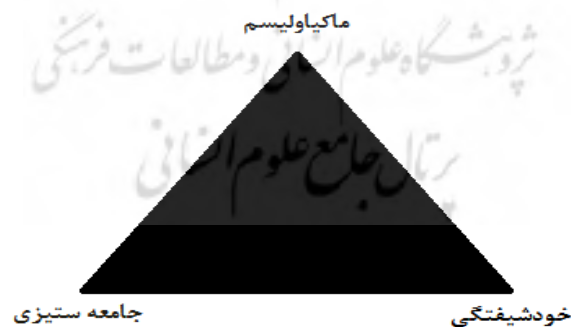 ماکیاولیسم
پژوهشگاه علوم انسانی و مطالعات فرهنگی
پرتال جامع علوم انسانی
خودشیفتگی
جامعه ستیزی